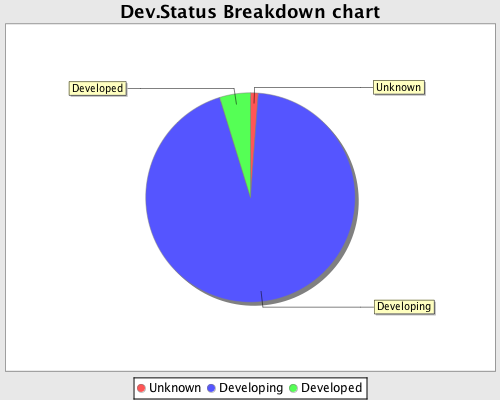 Dev.Status Breakdown chart
Developed
Unknown
Developing
Unknown Developing Developed